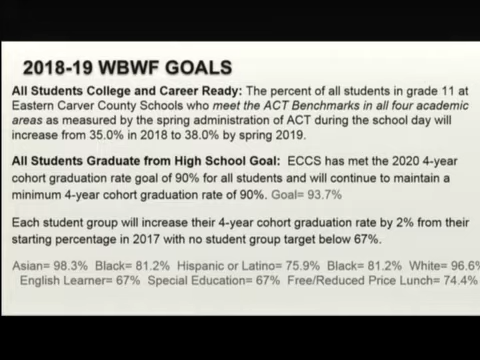 2018-19 WBWF GOALS
All Students College and Career Ready: The percent of all students in grade 11 at
Eastern Carver County Schools who meet the ACT Benchmarks in all four academic
areas as measured by the spring administration of ACT during the school day will
increase from 35.0% in 2018 to 38.0% by spring 2019.
All Students Graduate from High School Goal: ECCS has met the 2020 4-year
cohort graduation rate goal of 90% for all students and will continue to maintain a
minimum 4-year cohort graduation rate of 90%. Goal= 93.7%
Each student group will increase their 4-year cohort graduation rate by 2% from their
starting percentage in 2017 with no student group target below 67%.
Asian= 98.3% Black= 81.2% Hispanic or Latino= 75.9% Black= 81.2% White= 96.6%
English Learner= 67% Special Education= 67% Free/Reduced Price Lunch= 74.4%